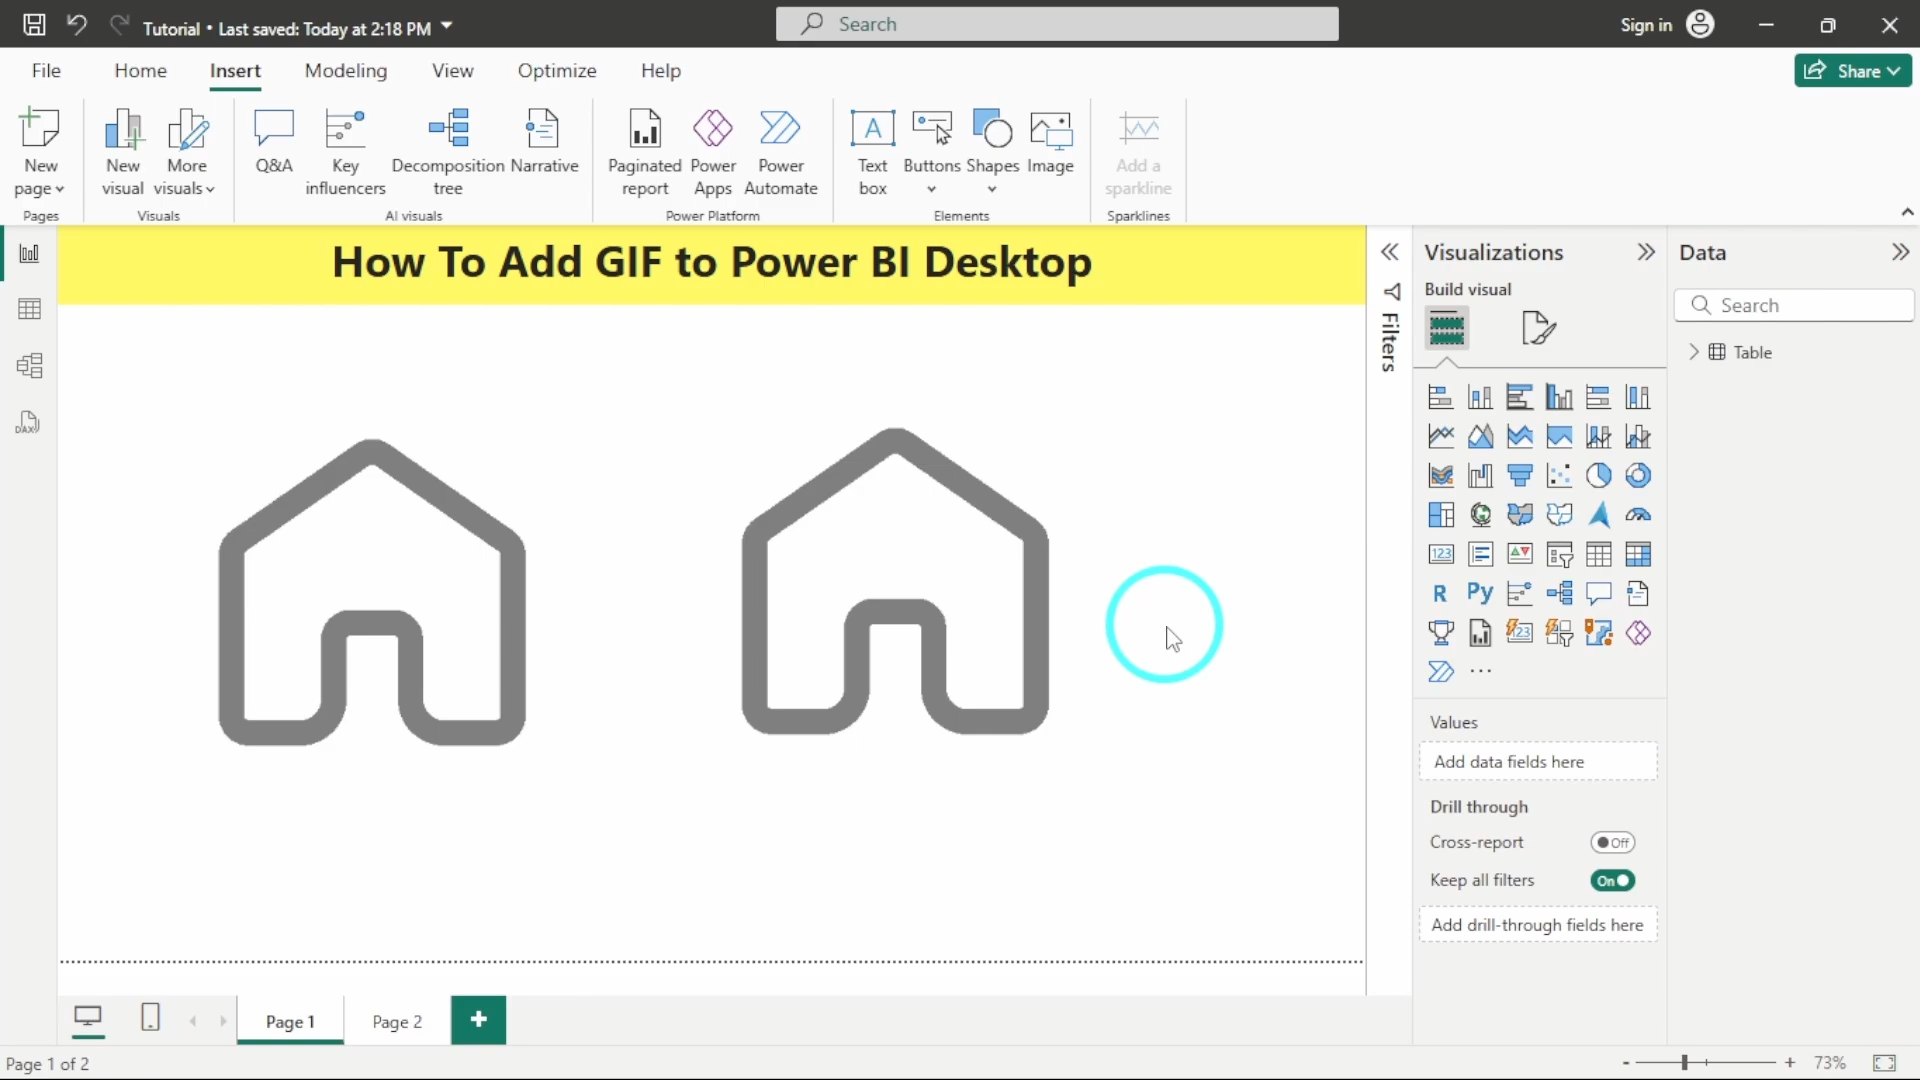 Tutorial • Last saved: Today at 2:18 PM
Search
Sign in
File Home Insert Modeling View Optimize Help
Share
New page
New visual
More visuals
Q&A
Key influencers
Decomposition tree
Narrative
Paginated report
Power Apps
Power Automate
Text box
Buttons
Shapes
Image
Add a sparkline
Pages
Visuals
AI visuals
Power Platform
Elements
Sparklines
How To Add GIF to Power BI Desktop
DAX
Filters
Visualizations
Build visual
123
R
Py
123
Values
Add data fields here
Drill through
Cross-report
Off
Keep all filters
On
Add drill-through fields here
Data
Search
Table
Page 1
Page 2
+
Page 1 of 2
- + 73%